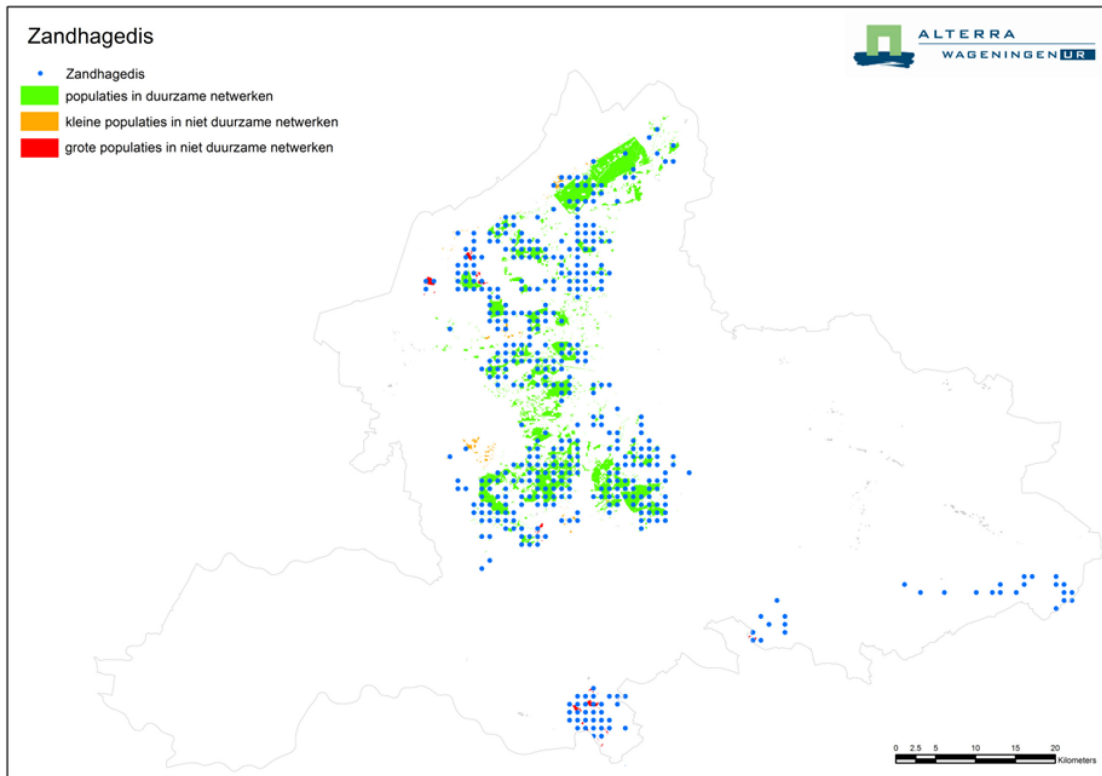 Zandhagedis
Zandhagedis
populaties in duurzame netwerken
kleine populaties in niet duurzame netwerken
grote populaties in niet duurzame netwerken
ALTERRA
WAGENINGEN UR
0 2.5 5 10 15 20
Kilometers